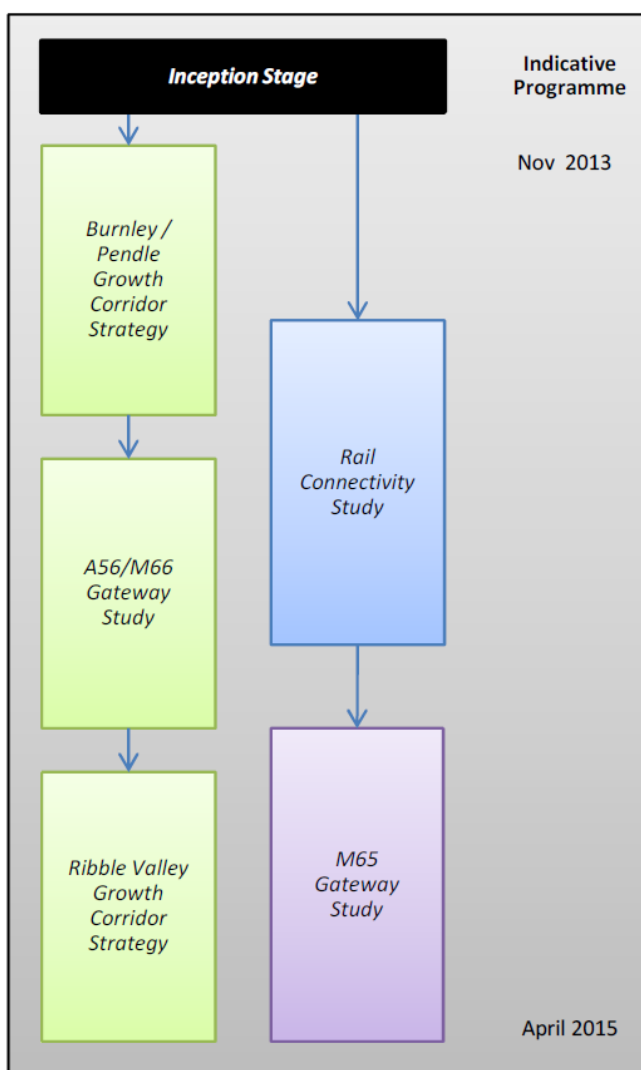 Inception Stage
Indicative
Programme
Nov 2013
Burnley /
Pendle
Growth
Corridor
Strategy
Rail
Connectivity
Study
A56/M66
Gateway
Study
Ribble Valley
Growth
Corridor
Strategy
M65
Gateway
Study
April 2015